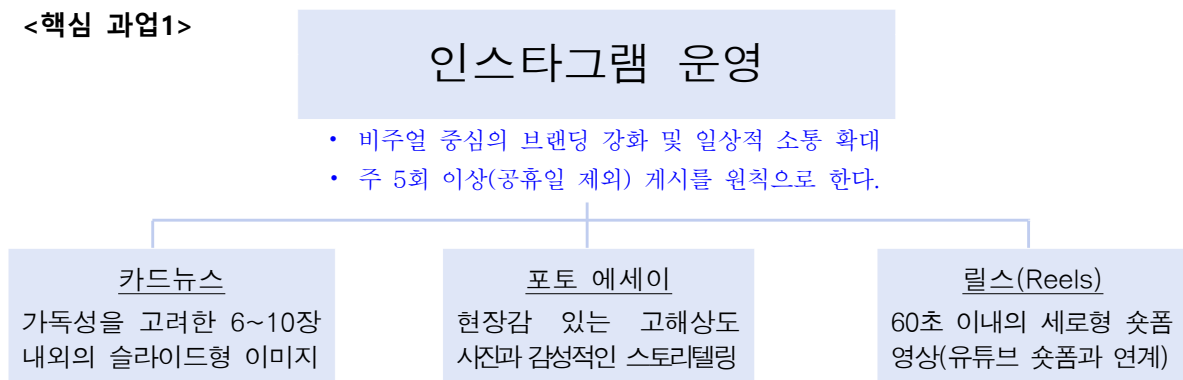 <핵심 과업1>
인스타그램 운영
• 비주얼 중심의 브랜딩 강화 및 일상적 소통 확대
• 주 5회 이상(공휴일 제외) 게시를 원칙으로 한다.
카드뉴스
가독성을 고려한 6~10장
내외의 슬라이드형 이미지
포토 에세이
현장감 있는 고해상도
사진과 감성적인 스토리텔링
릴스(Reels)
60초 이내의 세로형 숏폼
영상(유튜브 숏폼과 연계)